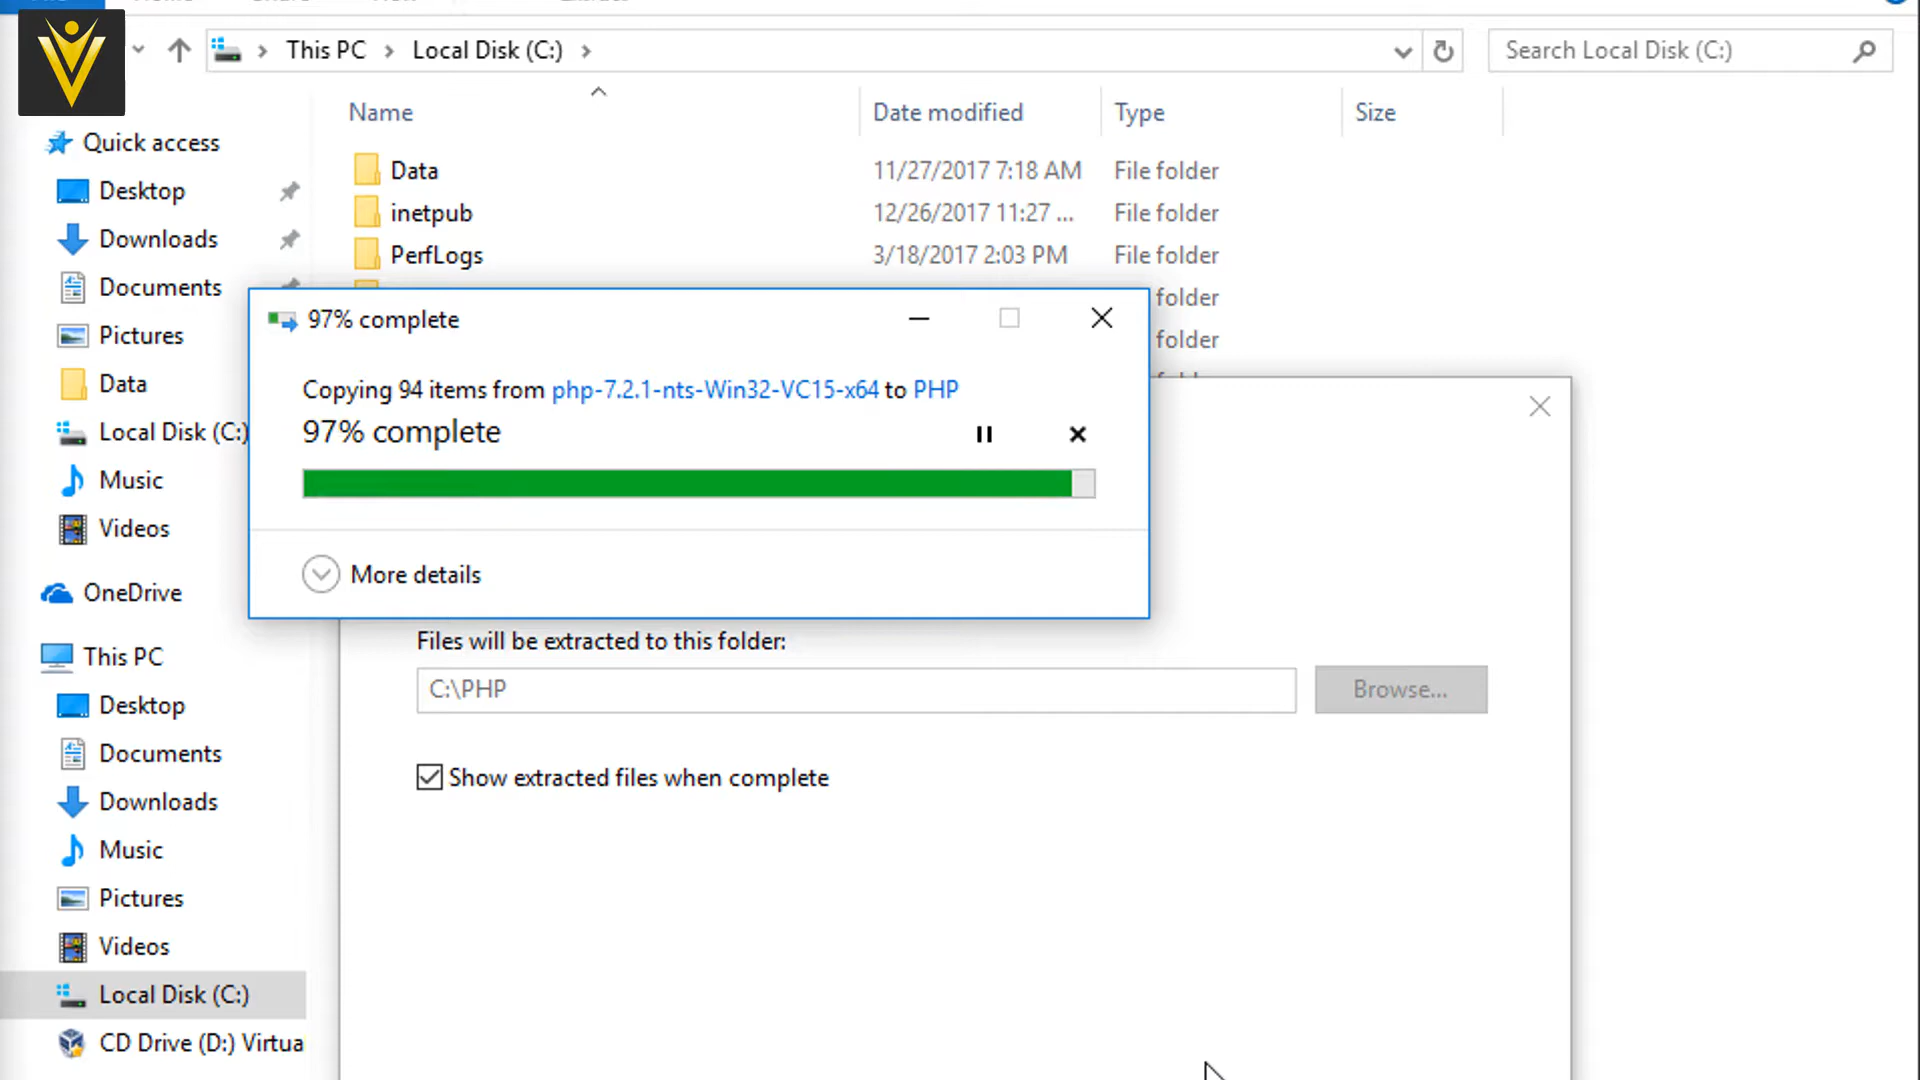 This PC
Local Disk (C:)
Search Local Disk (C:)
Name
Date modified
Type
Size
Quick access
Desktop
Downloads
Documents
Pictures
Data
Local Disk (C:)
Music
Videos
OneDrive
This PC
Desktop
Documents
Downloads
Music
Pictures
Videos
Local Disk (C:)
CD Drive (D:) Virtua
Data 11/27/2017 7:18 AM File folder
inetpub 12/26/2017 11:27 ... File folder
PerfLogs 3/18/2017 2:03 PM File folder
folder
folder
97% complete
Copying 94 items from php-7.2.1-nts-Win32-VC15-x64 to PHP
97% complete
More details
Files will be extracted to this folder:
C:\PHP
Browse...
Show extracted files when complete